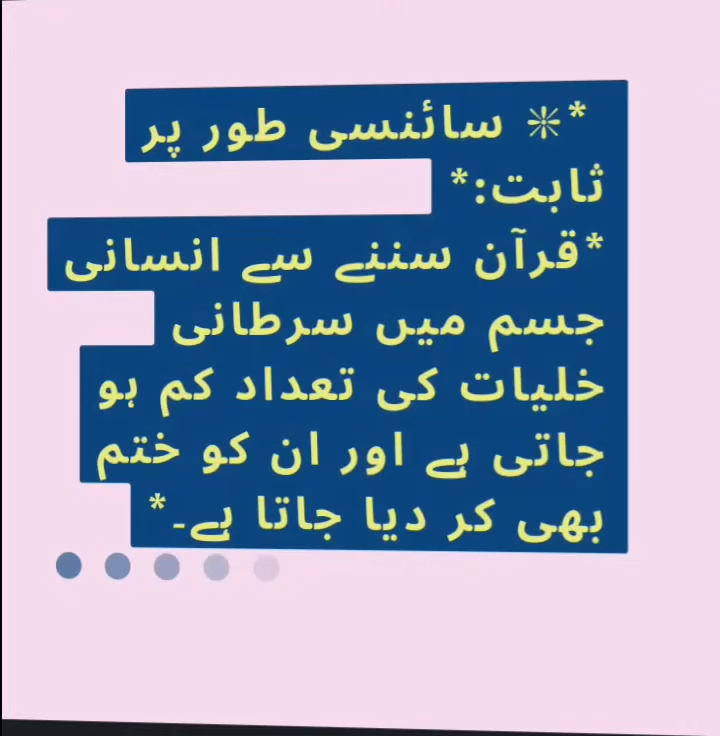 *❊ سائنسی طور پر
ثابت:*
*قرآن سننے سے انسانی
جسم میں سرطانی
خلیات کی تعداد کم ہو
جاتی ہے اور ان کو ختم
بھی کر دیا جاتا ہے۔*